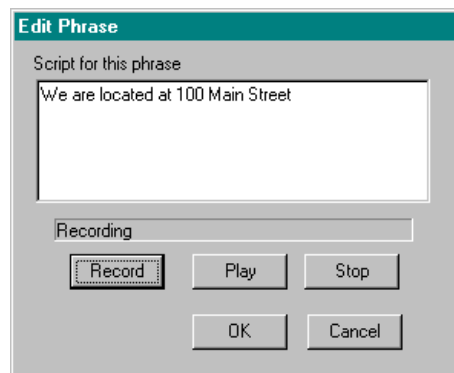 Edit Phrase
Script for this phrase
We are located at 100 Main Street
Recording
Record Play Stop
OK Cancel